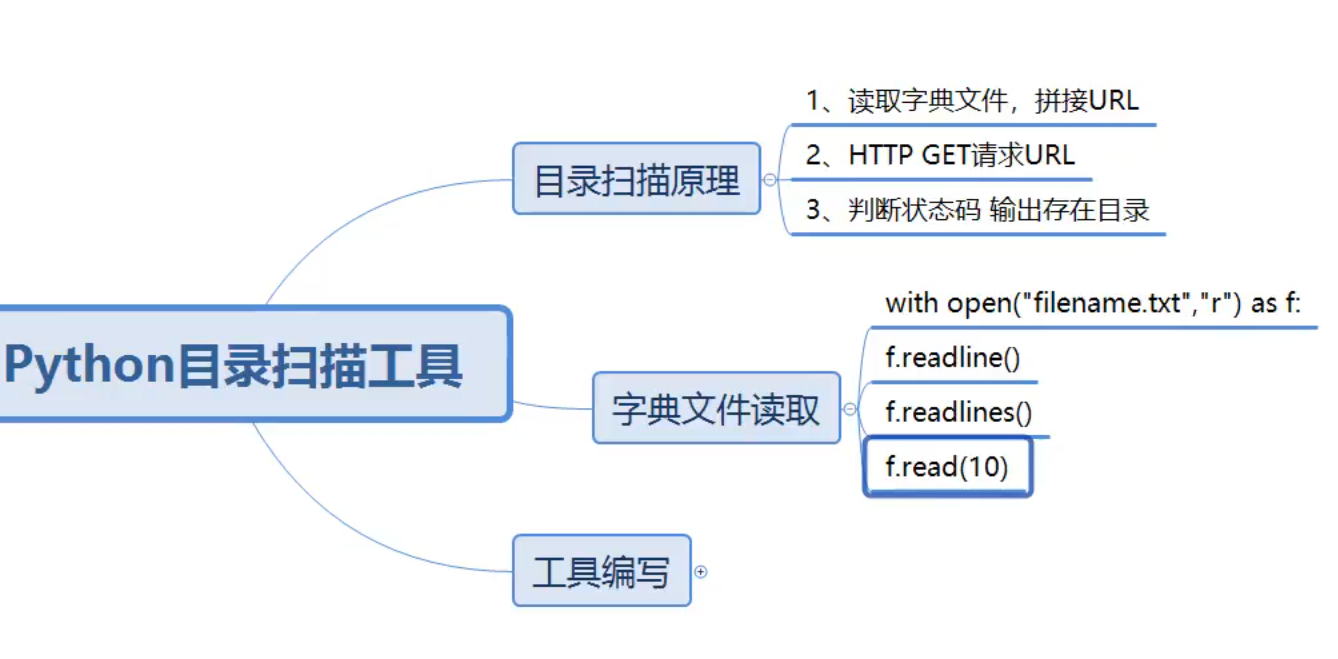 Python目录扫描工具
目录扫描原理
1、读取字典文件，拼接URL
2、HTTP GET请求URL
3、判断状态码 输出存在目录
字典文件读取
with open("filename.txt","r") as f:
f.readline()
f.readlines()
f.read(10)
工具编写